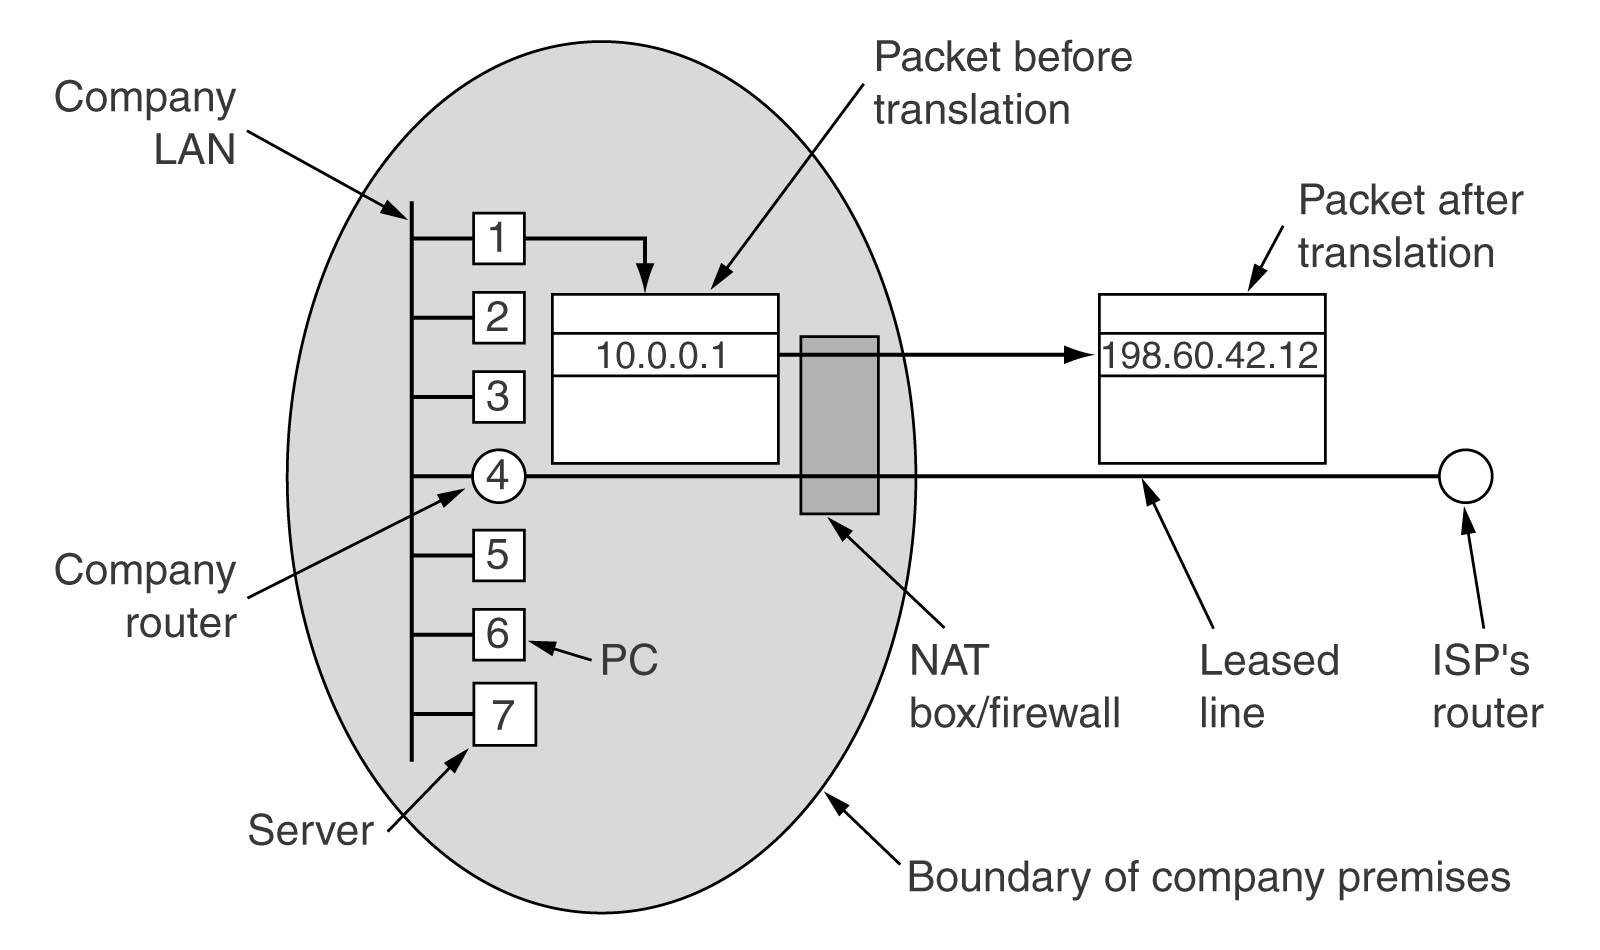 Packet before
translation
Company
LAN
Packet after
translation
1
2
10.0.0.1
198.60.42.12
3
4
5
Company
router
6
PC
NAT
box/firewall
Leased
line
ISP's
router
7
Server
Boundary of company premises